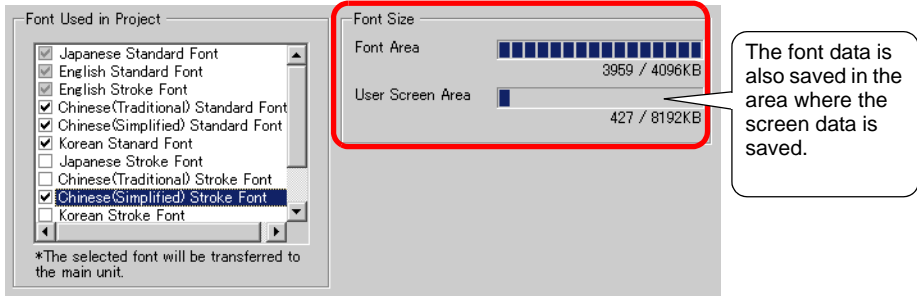 Font Used in Project
Japanese Standard Font
English Standard Font
English Stroke Font
Chinese(Traditional) Standard Font
Chinese(Simplified) Standard Font
Korean Stanard Font
Japanese Stroke Font
Chinese(Traditional) Stroke Font
Chinese(Simplified) Stroke Font
Korean Stroke Font
*The selected font will be transferred to
the main unit.
Font Size
Font Area
3959 / 4096KB
User Screen Area
427 / 8192KB
The font data is
also saved in the
area where the
screen data is
saved.